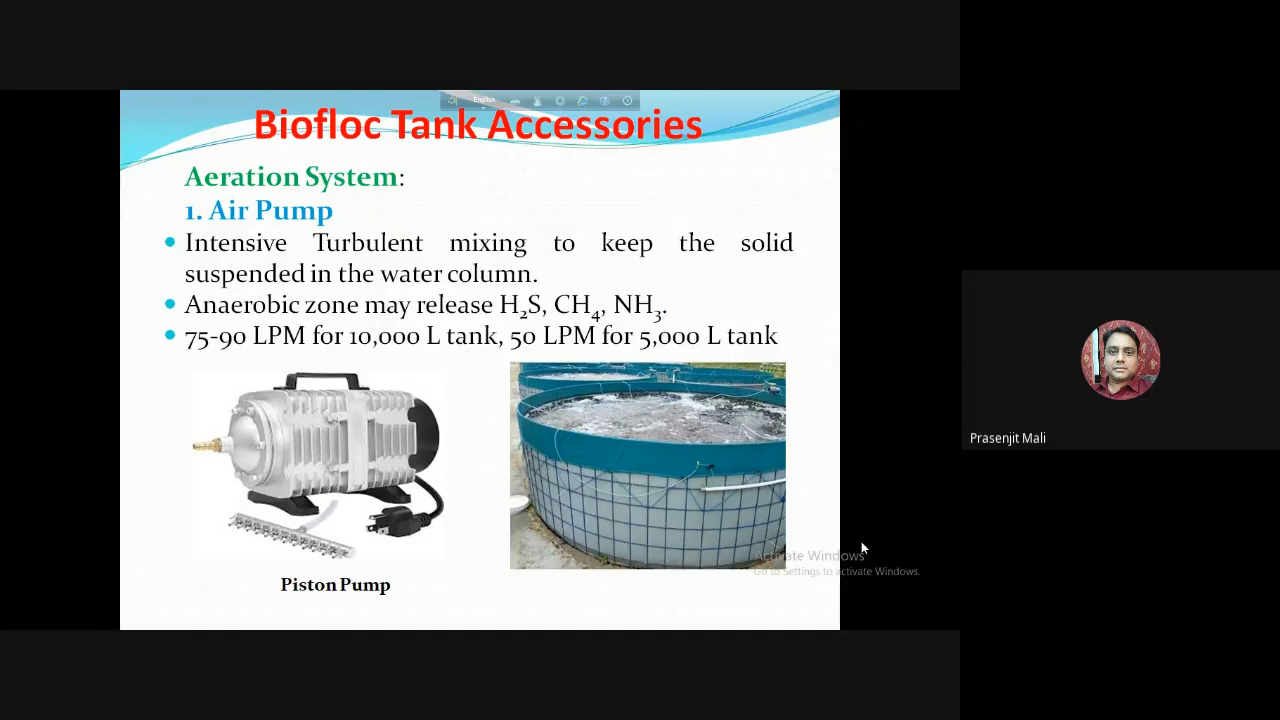 English
Biofloc Tank Accessories
Aeration System:
1. Air Pump
Intensive Turbulent mixing to keep the solid
suspended in the water column.
Anaerobic zone may release H₂S, CH₄, NH₃.
75-90 LPM for 10,000 L tank, 50 LPM for 5,000 L tank
Piston Pump
Activate Windows
Go to Settings to activate Windows.
Prasenjit Mali